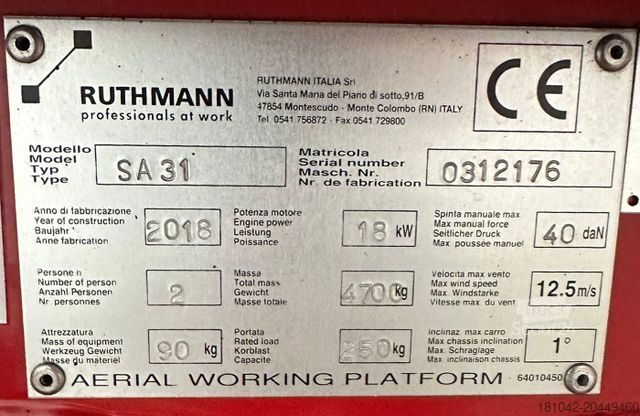 RUTHMANN
professionals at work
RUTHMANN ITALIA Srl
Via Santa Maria del Piano di sotto,91/B
47854 Montescudo - Monte Colombo (RN) ITALY
Tel. 0541 756872 - Fax 0541 729800
CE
Modello
Model
Typ
Type
SA31
Matricola
Serial number
Masch. Nr.
Nr. de fabrication
0312176
Anno di fabbricazione
Year of construction
Baujahr
Anne fabrication
2018
Potenza motore
Engine power
Leistung
Poissance
18 kW
Spinta manuale max
Max manual force
Seitlicher Druck
Max poussée manuel
40 daN
Persone n
Number of person
Anzahl Personen
Nr personnes
2
Massa
Total mass
Gewicht
Masse totale
4700 kg
Velocita max vento
Max wind speed
Max. Windstarke
Vitesse max. du vent
12.5 m/s
Attrezzatura
Mass of equipment
Werkzeug Gewicht
Masse du materiel
90 kg
Portata
Rated load
Korblast
Capacite
250 kg
Inclinaz. max carro
Max chassis inclination
Max. Schraglage
Max inclinaison chassis
1°
AERIAL WORKING PLATFORM
181042-20449460